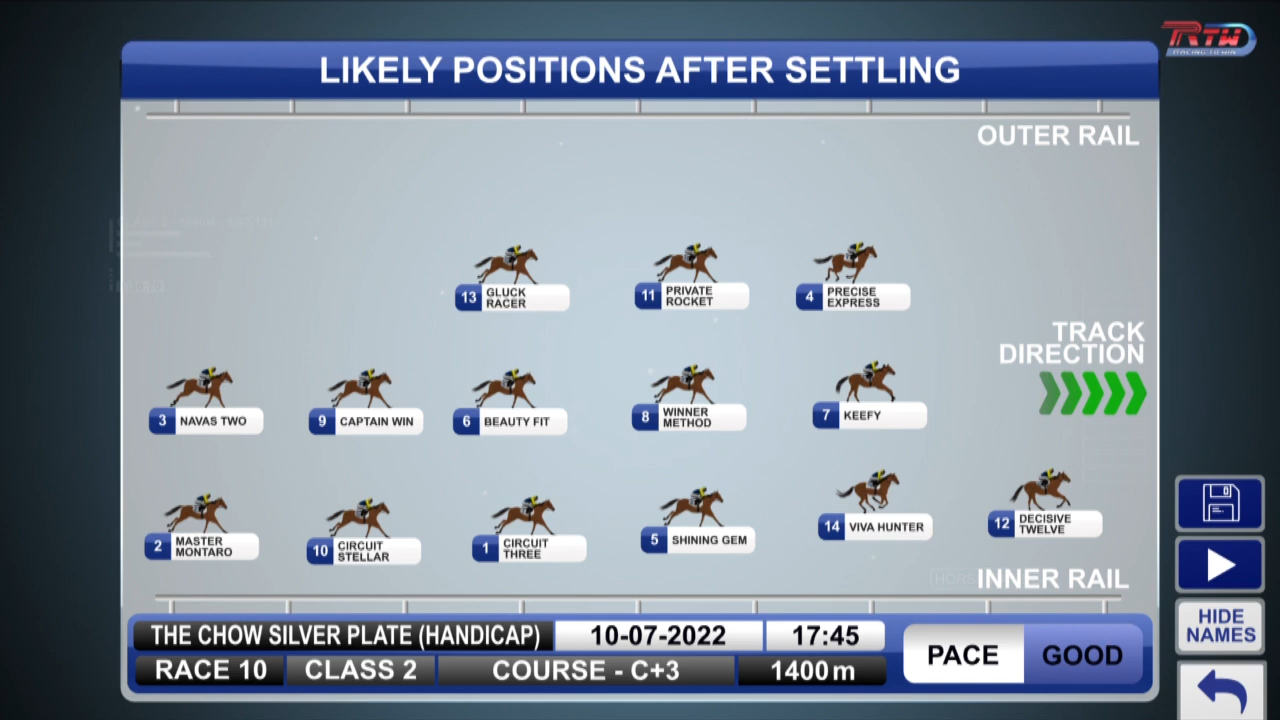 RTW
RACING TO WIN
LIKELY POSITIONS AFTER SETTLING
OUTER RAIL
13 GLUCK
RACER
11 PRIVATE
ROCKET
4 PRECISE
EXPRESS
TRACK
DIRECTION
3 NAVAS TWO
9 CAPTAIN WIN
6 BEAUTY FIT
8 WINNER
METHOD
7 KEEFY
2 MASTER
MONTARO
10 CIRCUIT
STELLAR
1 CIRCUIT
THREE
5 SHINING GEM
14 VIVA HUNTER
12 DECISIVE
TWELVE
INNER RAIL
THE CHOW SILVER PLATE (HANDICAP) 10-07-2022 17:45
RACE 10 CLASS 2 COURSE - C+3 1400 m
PACE GOOD
HIDE
NAMES